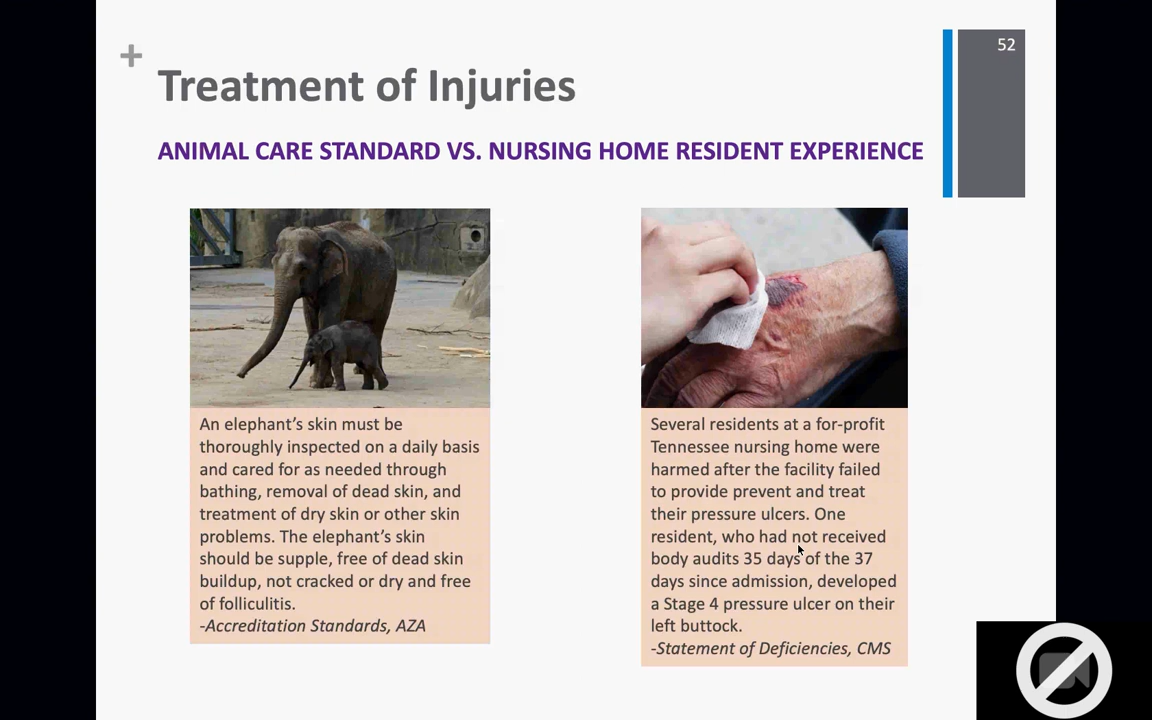 52
+
Treatment of Injuries
ANIMAL CARE STANDARD VS. NURSING HOME RESIDENT EXPERIENCE
An elephant’s skin must be
thoroughly inspected on a daily basis
and cared for as needed through
bathing, removal of dead skin, and
treatment of dry skin or other skin
problems. The elephant’s skin
should be supple, free of dead skin
buildup, not cracked or dry and free
of folliculitis.
-Accreditation Standards, AZA
Several residents at a for-profit
Tennessee nursing home were
harmed after the facility failed
to provide prevent and treat
their pressure ulcers. One
resident, who had not received
body audits 35 days of the 37
days since admission, developed
a Stage 4 pressure ulcer on their
left buttock.
-Statement of Deficiencies, CMS